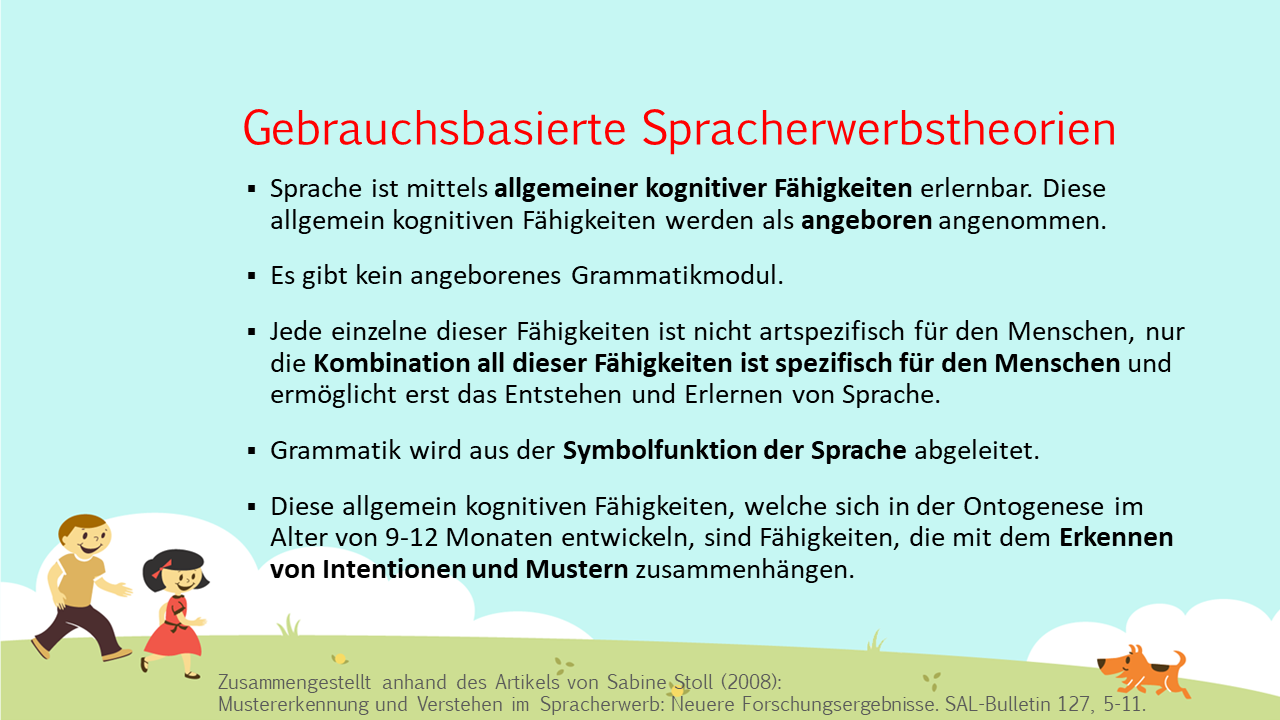 Gebrauchsbasierte Spracherwerbstheorien
▪ Sprache ist mittels allgemeiner kognitiver Fähigkeiten erlernbar. Diese
allgemein kognitiven Fähigkeiten werden als angeboren angenommen.
▪ Es gibt kein angeborenes Grammatikmodul.
▪ Jede einzelne dieser Fähigkeiten ist nicht artspezifisch für den Menschen, nur
die Kombination all dieser Fähigkeiten ist spezifisch für den Menschen und
ermöglicht erst das Entstehen und Erlernen von Sprache.
▪ Grammatik wird aus der Symbolfunktion der Sprache abgeleitet.
▪ Diese allgemein kognitiven Fähigkeiten, welche sich in der Ontogenese im
Alter von 9-12 Monaten entwickeln, sind Fähigkeiten, die mit dem Erkennen
von Intentionen und Mustern zusammenhängen.
Zusammengestellt anhand des Artikels von Sabine Stoll (2008):
Mustererkennung und Verstehen im Spracherwerb: Neuere Forschungsergebnisse. SAL-Bulletin 127, 5-11.